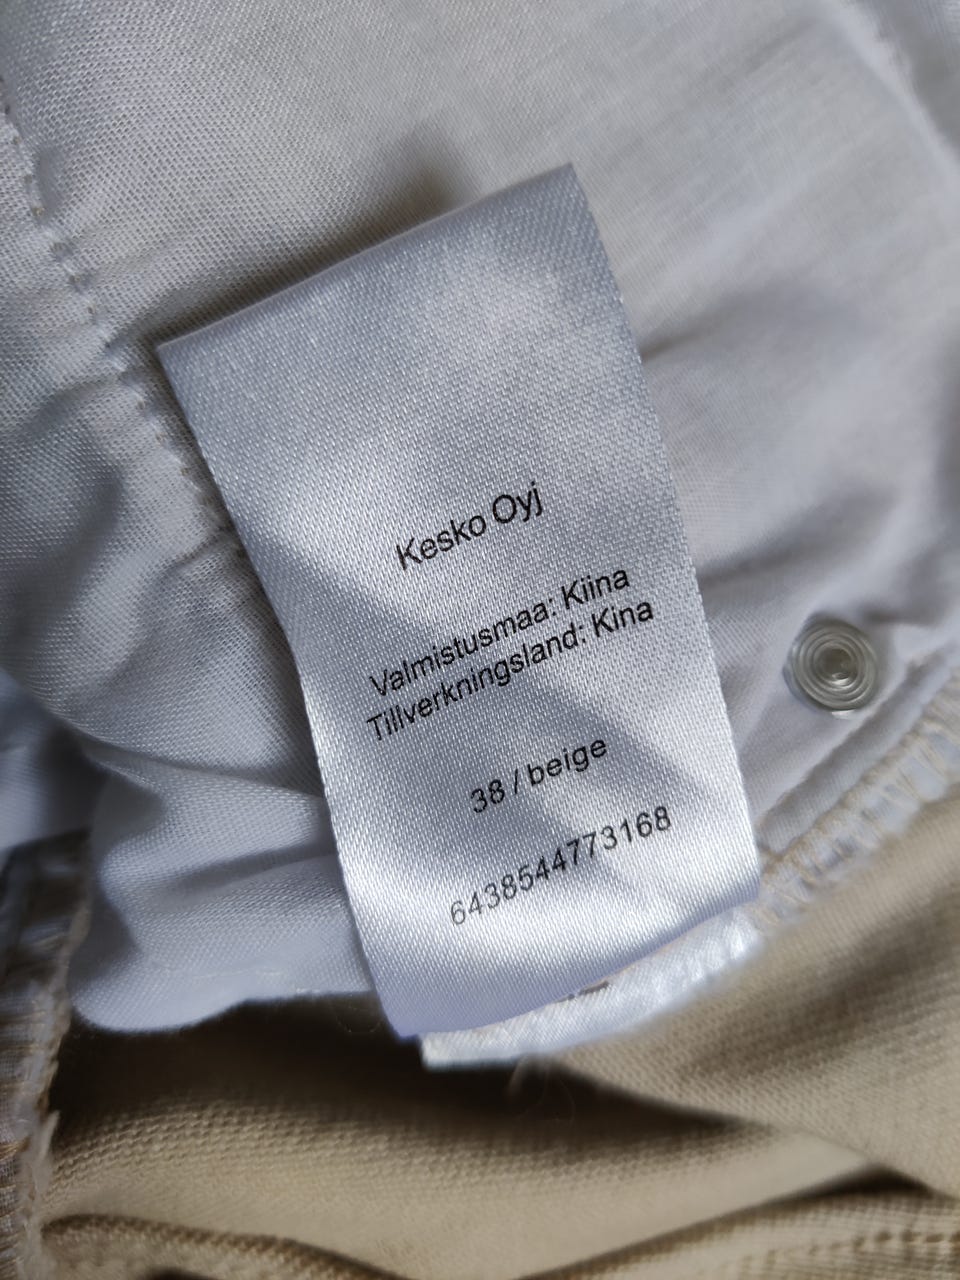 Kesko Oyj
Valmistusmaa: Kiina
Tillverkningsland: Kina
38 / beige
6438544773168